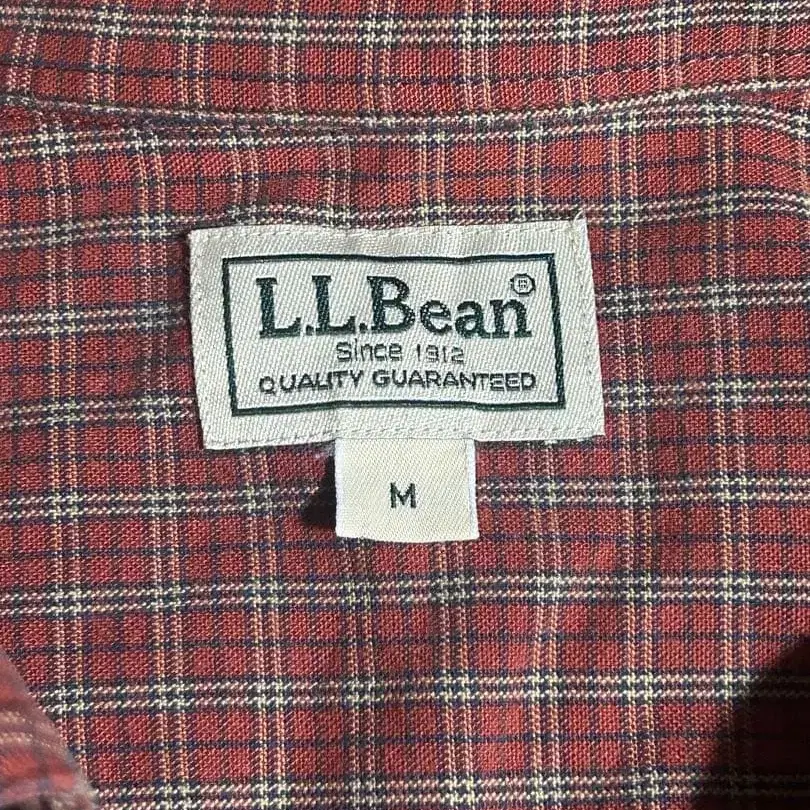 L.L.Bean®
Since 1912
QUALITY GUARANTEED
M